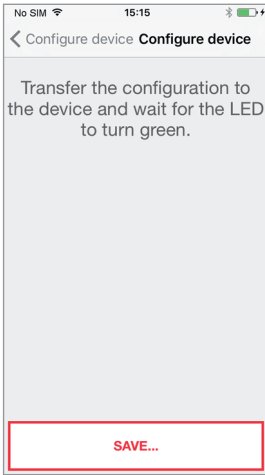 No SIM 15:15
Configure device Configure device
Transfer the configuration to
the device and wait for the LED
to turn green.
SAVE...